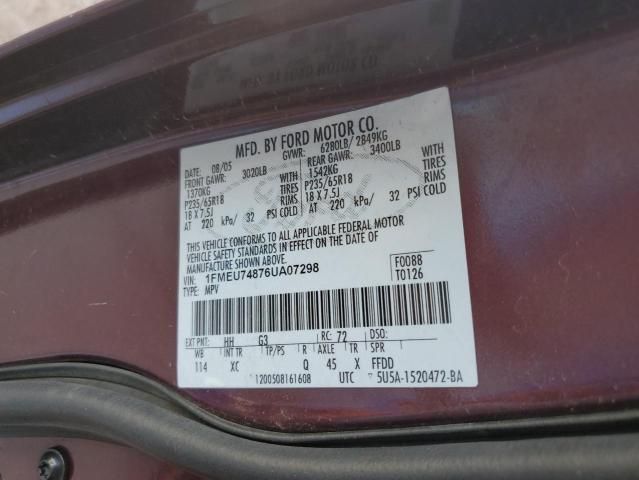 MFD. BY FORD MOTOR CO.
DATE: 08/05 GVWR: 6280LB/ 2849KG
FRONT GAWR: 3020LB WITH REAR GAWR: 3400LB WITH
1370KG TIRES 1542KG TIRES
P235/65R18 RIMS P235/65R18 RIMS
18 X 7.5J 18 X 7.5J
AT 220 kPa/ 32 PSI COLD AT 220 kPa/ 32 PSI COLD
THIS VEHICLE CONFORMS TO ALL APPLICABLE FEDERAL MOTOR
VEHICLE SAFETY STANDARDS IN EFFECT ON THE DATE OF
MANUFACTURE SHOWN ABOVE.
VIN: 1FMEU74876UA07298
TYPE: MPV
F0088
T0126
EXT PNT: HH G3 RC: 72 DSO:
WB INT TR TP/PS R AXLE TR SPR
114 XC Q 45 X FFDD
1200508161608 UTC 5U5A-1520472-BA